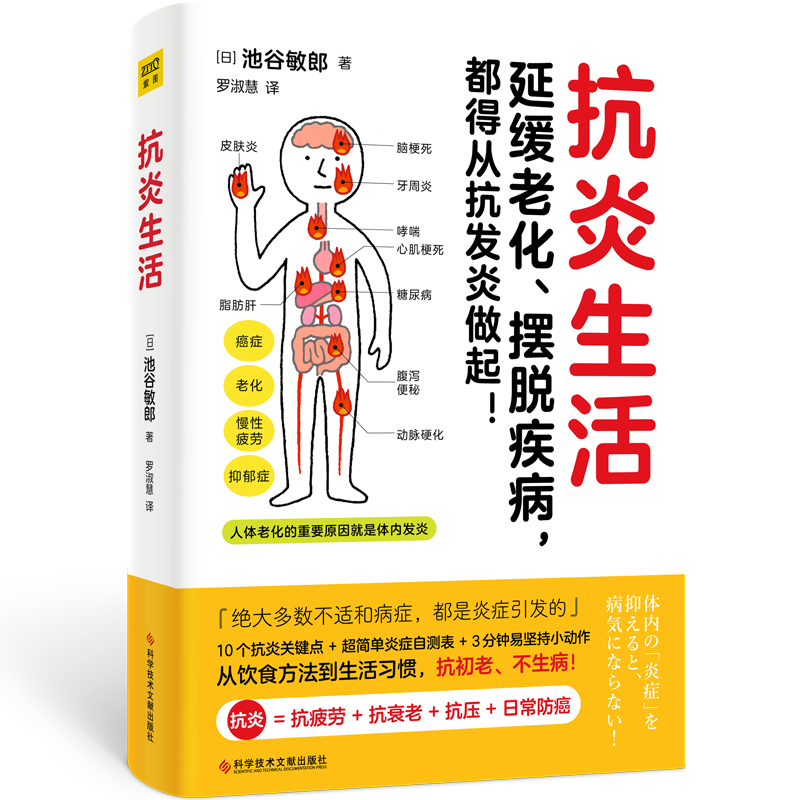 ZITO
紫图
抗炎生活
[日]池谷敏郎
著
罗淑慧 译
科学技术文献出版社
[日] 池谷敏郎 著
罗淑慧 译
抗炎生活
延缓老化、摆脱疾病，
都得从抗发炎做起！
皮肤炎
脑梗死
牙周炎
哮喘
心肌梗死
脂肪肝
糖尿病
腹泻
便秘
动脉硬化
癌症
老化
慢性
疲劳
抑郁症
人体老化的重要原因就是体内发炎
「绝大多数不适和病症，都是炎症引发的」
10个抗炎关键点 + 超简单炎症自测表 + 3分钟易坚持小动作
从饮食方法到生活习惯，抗初老、不生病！
抗炎 = 抗疲劳 + 抗衰老 + 抗压 + 日常防癌
体内の「炎症」を
抑えると、
病気にならない！
科学技术文献出版社
SCIENTIFIC AND TECHNICAL DOCUMENTATION PRESS